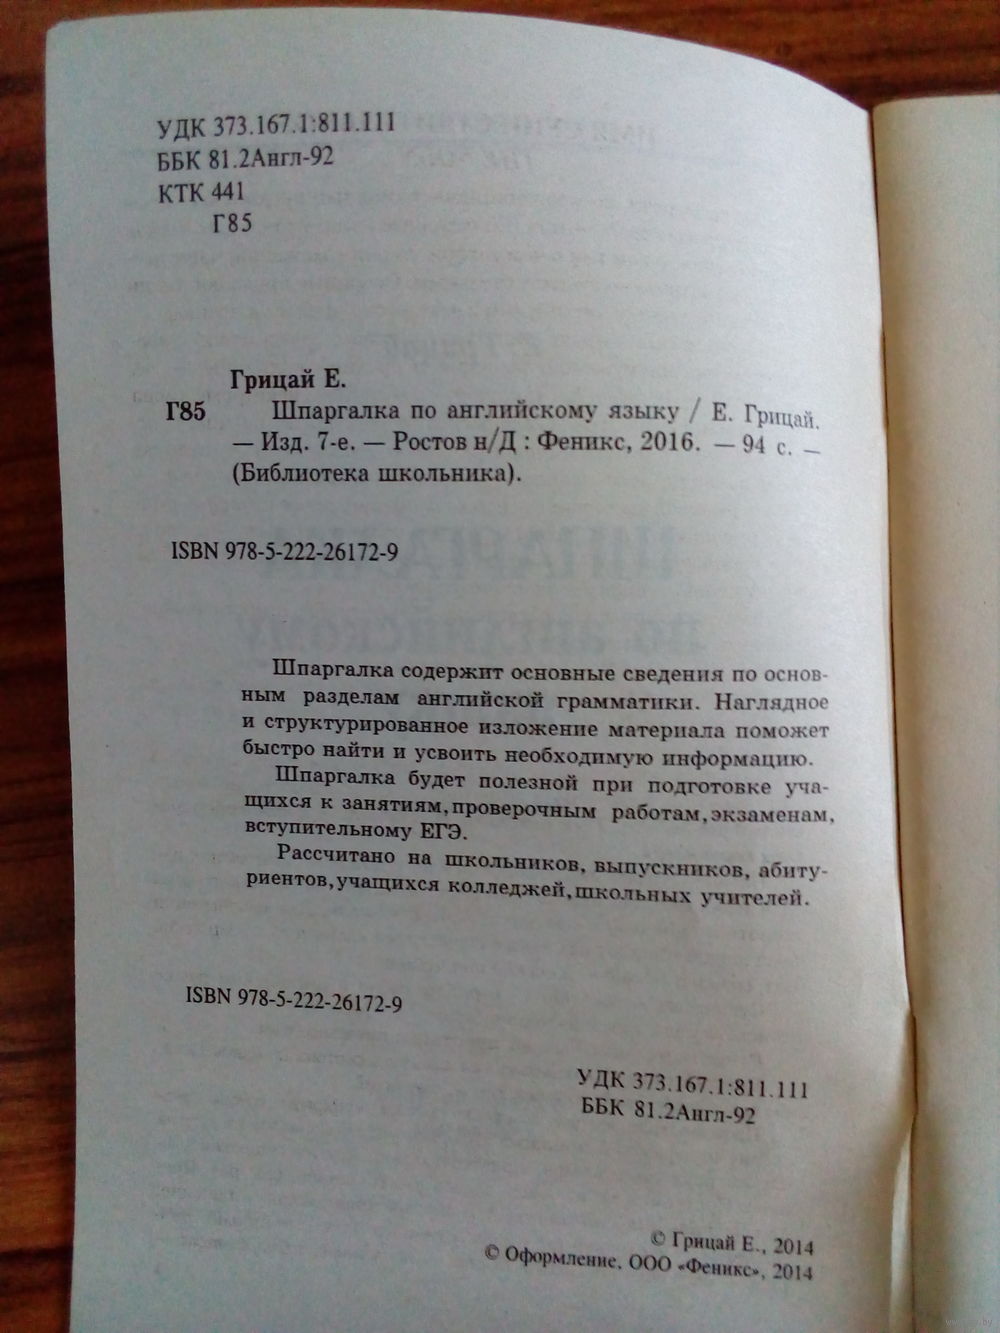 УДК 373.167.1:811.111
ББК 81.2Англ-92
КТК 441
Г85
Грицай Е.
Г85 Шпаргалка по английскому языку / Е. Грицай.
— Изд. 7-е. — Ростов н/Д : Феникс, 2016. — 94 с. —
(Библиотека школьника).
ISBN 978-5-222-26172-9
Шпаргалка содержит основные сведения по основ-
ным разделам английской грамматики. Наглядное
и структурированное изложение материала поможет
быстро найти и усвоить необходимую информацию.
Шпаргалка будет полезной при подготовке уча-
щихся к занятиям, проверочным работам, экзаменам,
вступительному ЕГЭ.
Рассчитано на школьников, выпускников, абиту-
риентов, учащихся колледжей, школьных учителей.
ISBN 978-5-222-26172-9
УДК 373.167.1:811.111
ББК 81.2Англ-92
© Грицай Е., 2014
© Оформление, ООО «Феникс», 2014